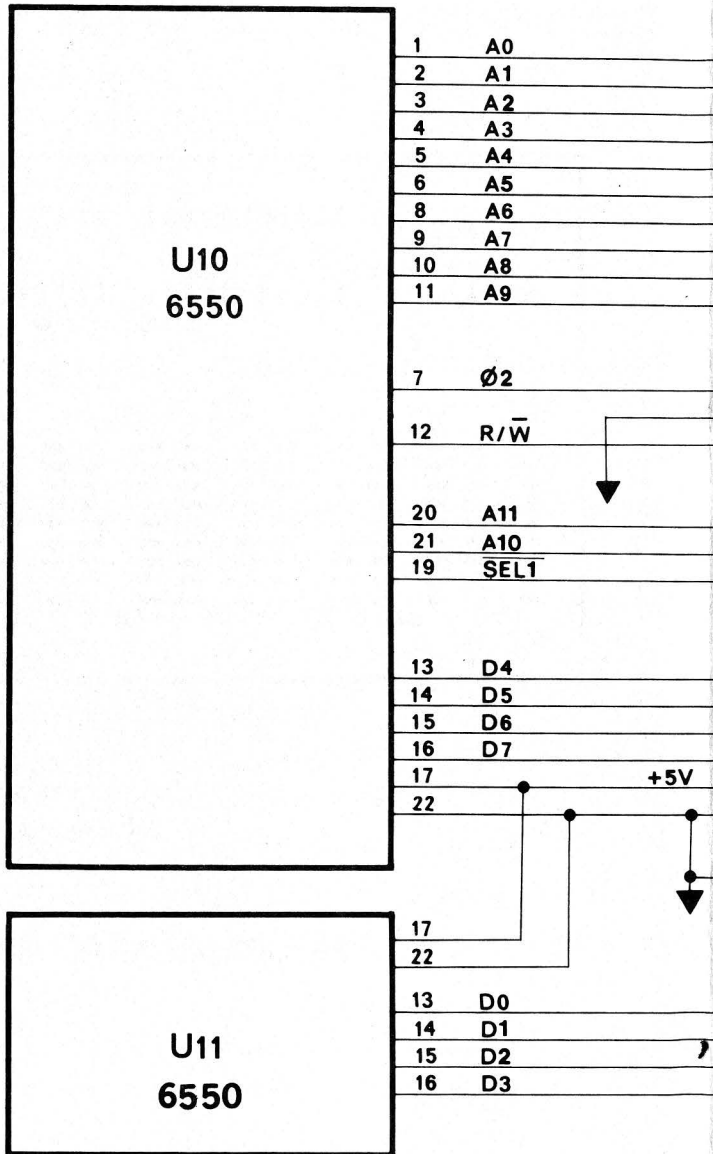 1 A0
2 A1
3 A2
4 A3
5 A4
6 A5
8 A6
9 A7
10 A8
11 A9
U10
6550
7 Ø2
12 R/W̅
20 A11
21 A10
19 S̅E̅L̅1̅
13 D4
14 D5
15 D6
16 D7
17 +5V
22
17
22
13 D0
14 D1
15 D2
16 D3
U11
6550